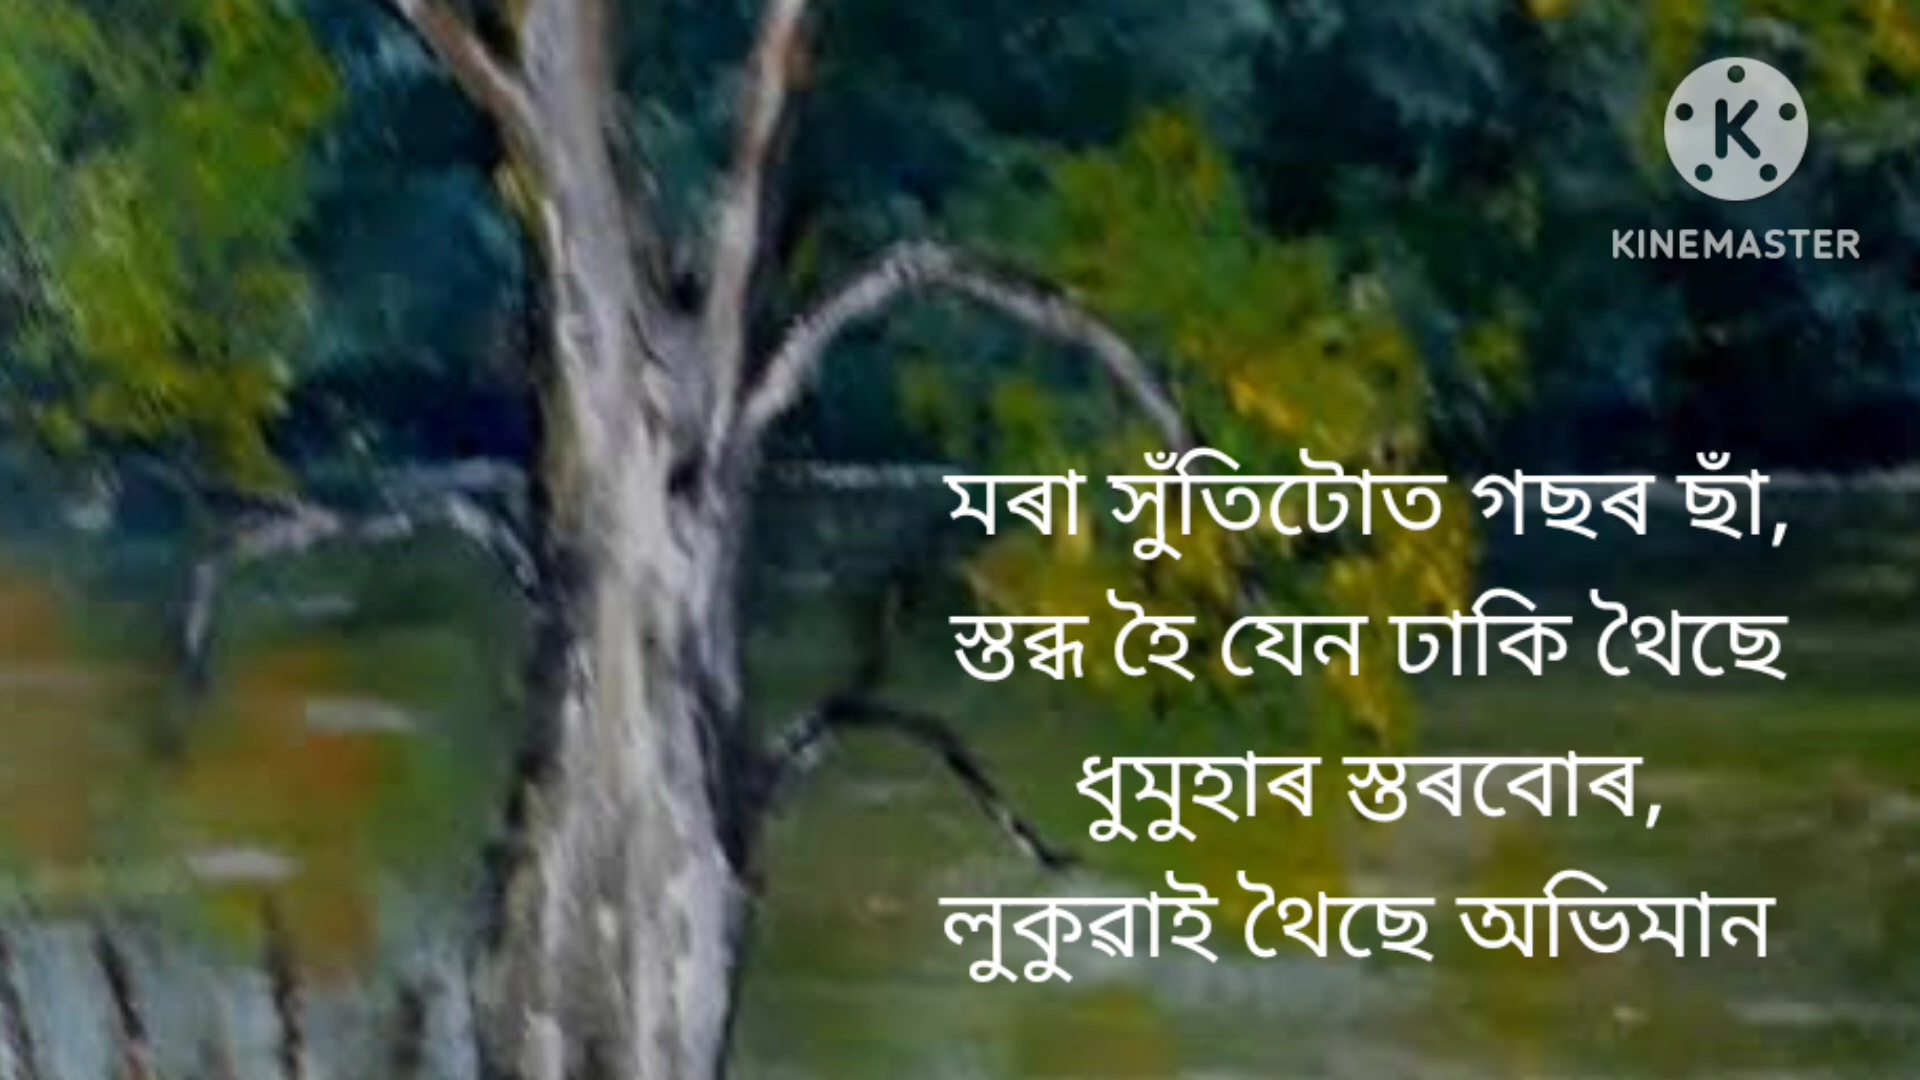 KINEMASTER
মৰা সুঁতিটোত গছৰ ছাঁ,
স্তব্ধ হৈ যেন ঢাকি থৈছে
ধুমুহাৰ স্তৰবোৰ,
লুকুৱাই থৈছে অভিমান